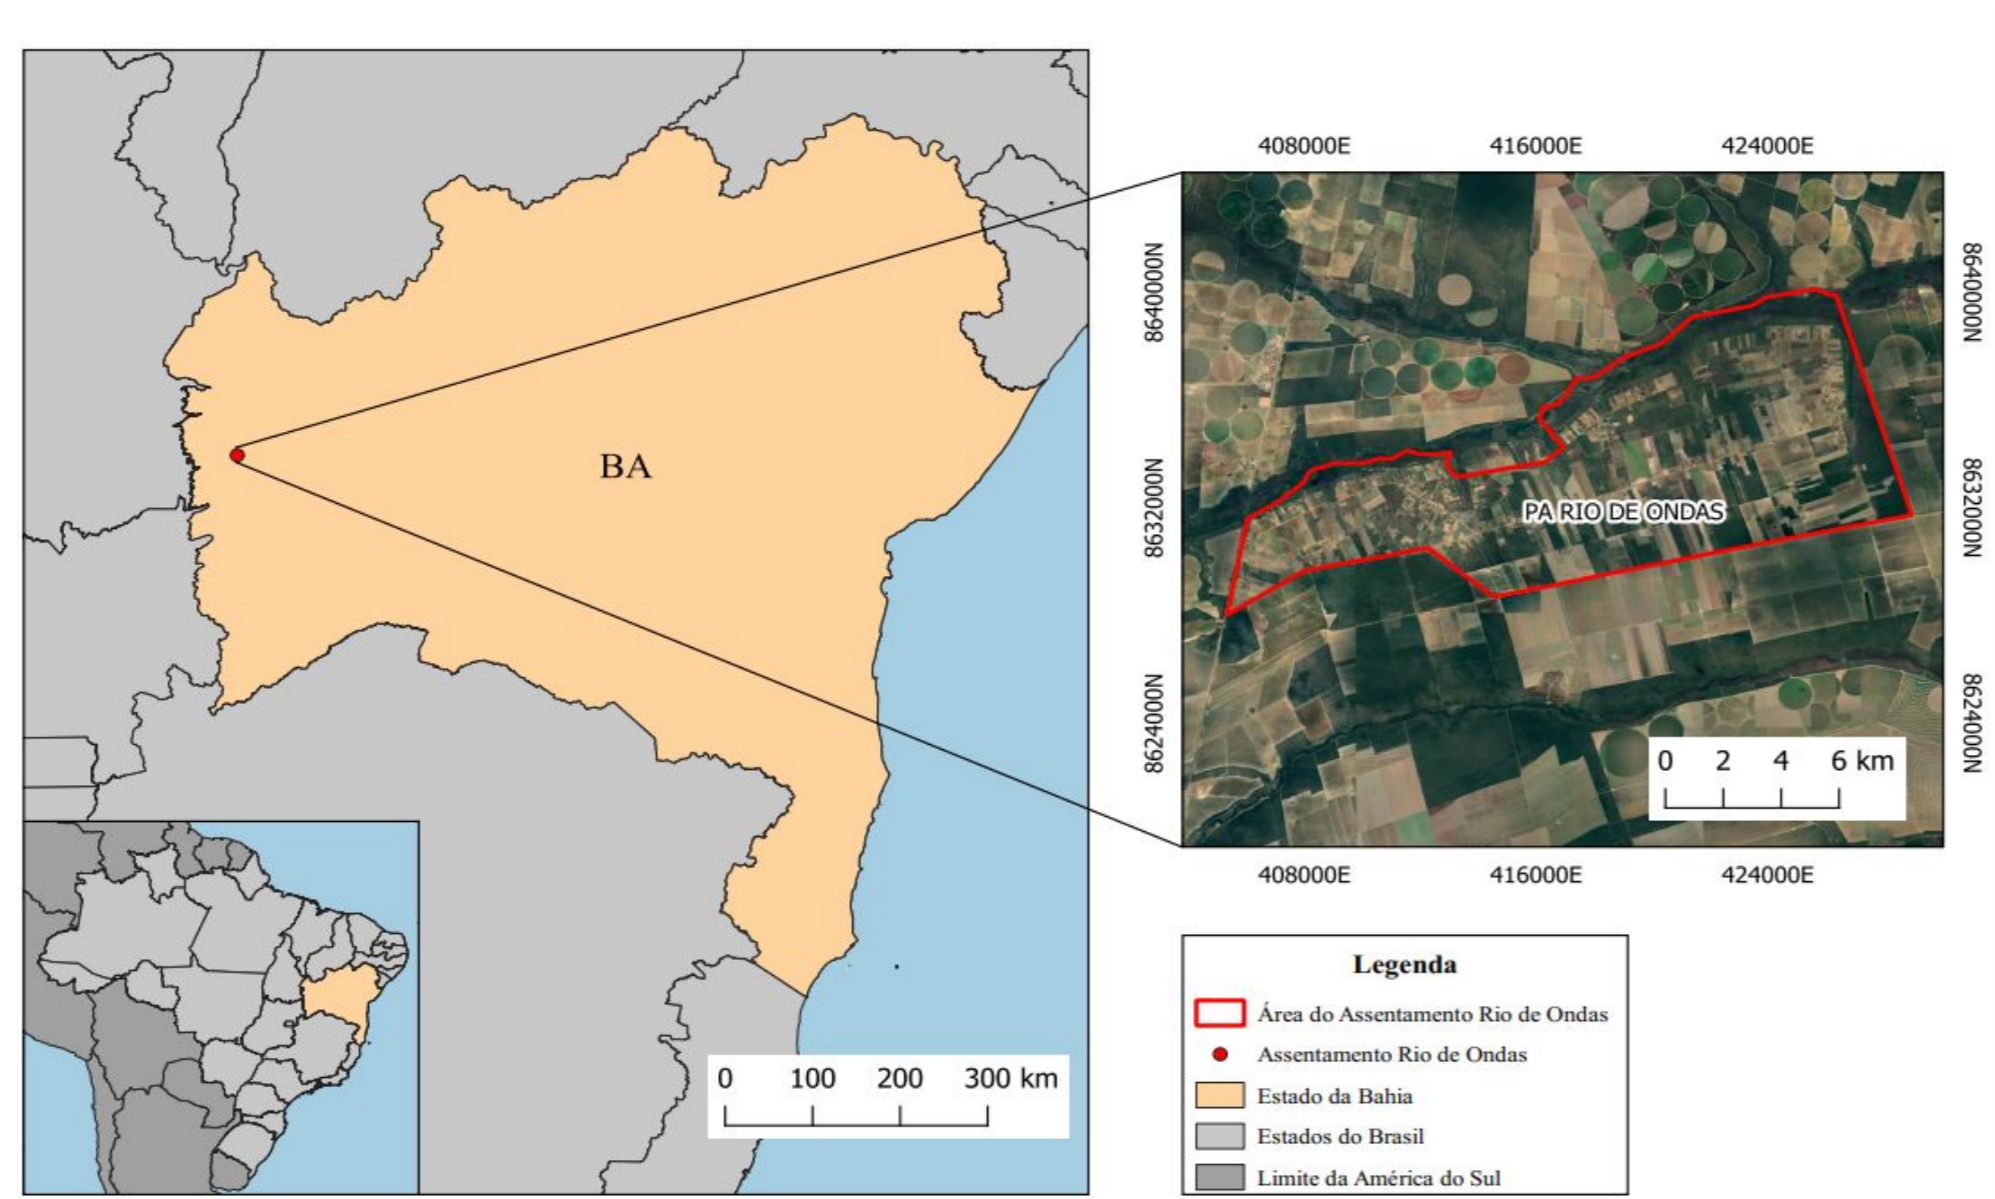 BA
0 100 200 300 km
408000E 416000E 424000E
8640000N
8632000N
8624000N
8640000N
8632000N
8624000N
PA RIO DE ONDAS
0 2 4 6 km
408000E 416000E 424000E
Legenda
Área do Assentamento Rio de Ondas
Assentamento Rio de Ondas
Estado da Bahia
Estados do Brasil
Limite da América do Sul